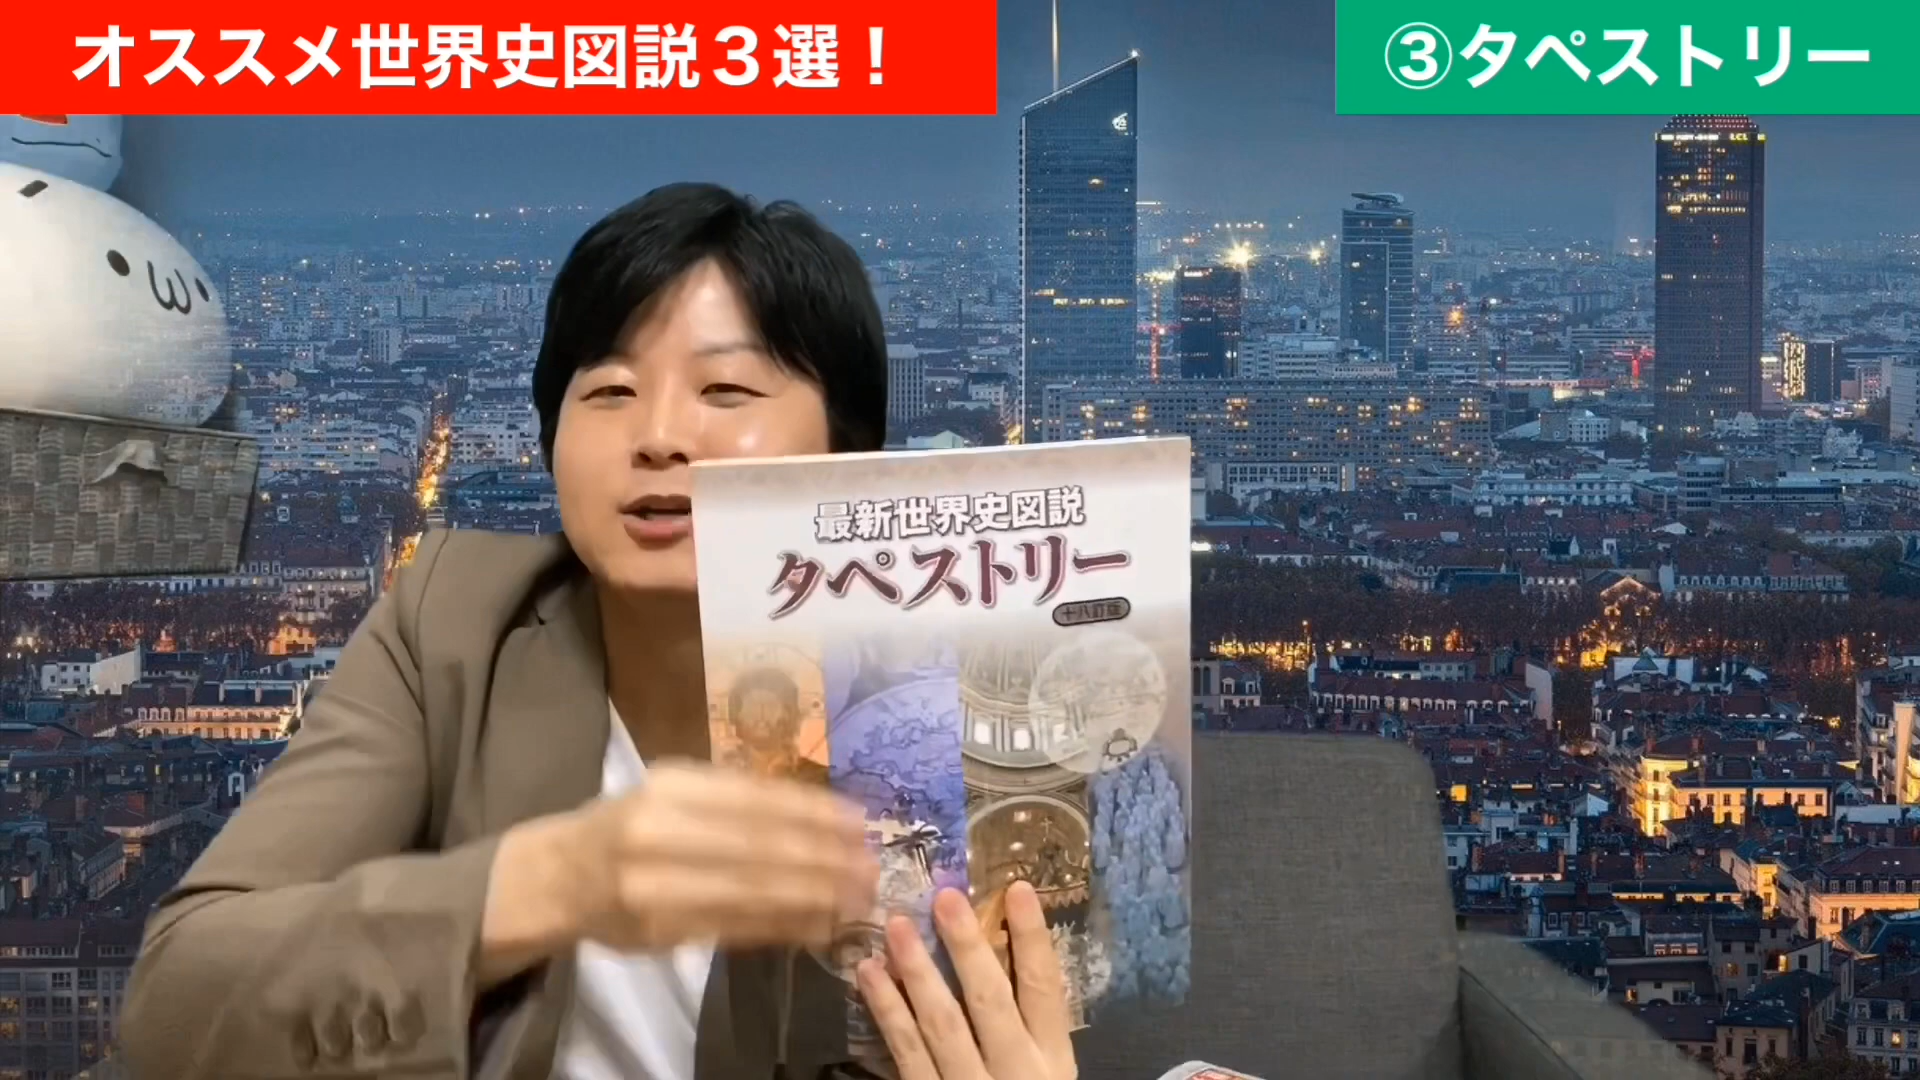 オススメ世界史図説３選！
③タペストリー
LCL
最新世界史図説
タペストリー
十八訂版